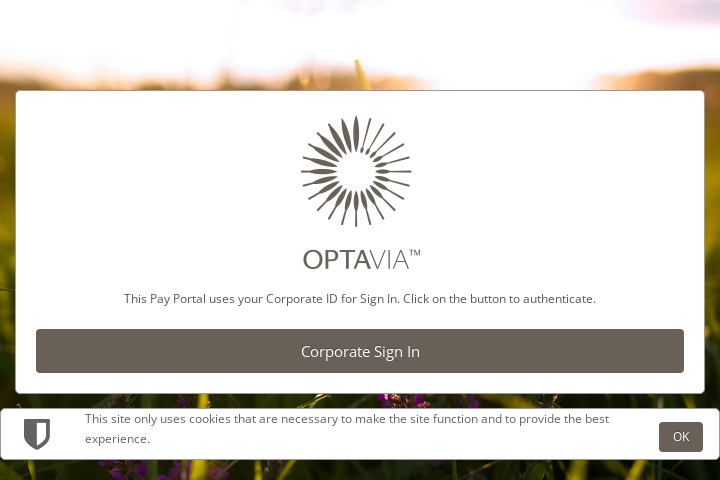 OPTAVIA™
This Pay Portal uses your Corporate ID for Sign In. Click on the button to authenticate.
Corporate Sign In
This site only uses cookies that are necessary to make the site function and to provide the best
experience.
OK